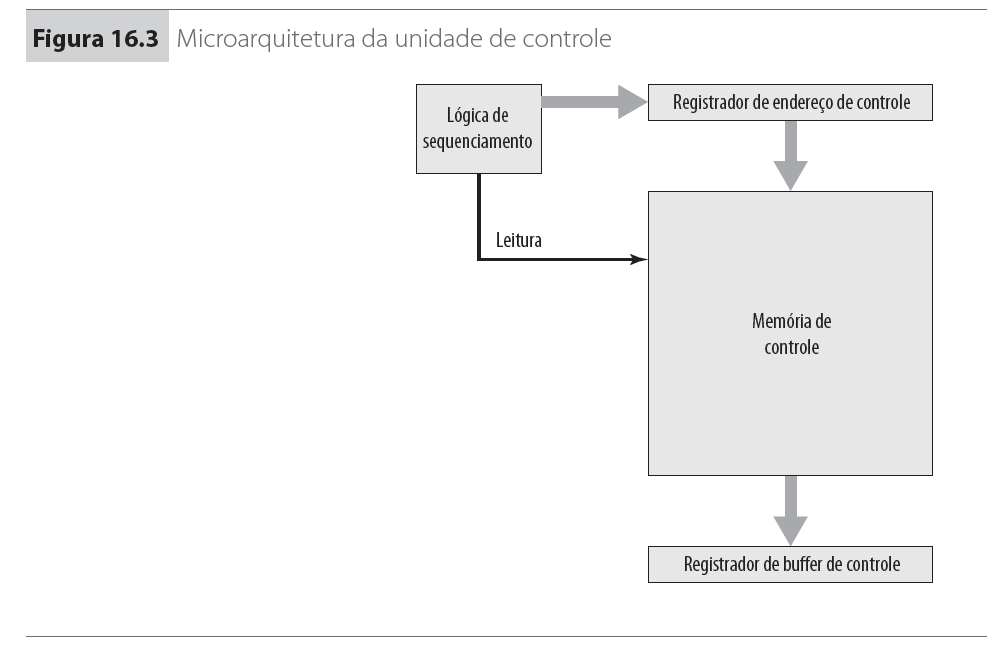 Figura 16.3 Microarquitetura da unidade de controle
Lógica de
sequenciamento
Registrador de endereço de controle
Leitura
Memória de
controle
Registrador de buffer de controle